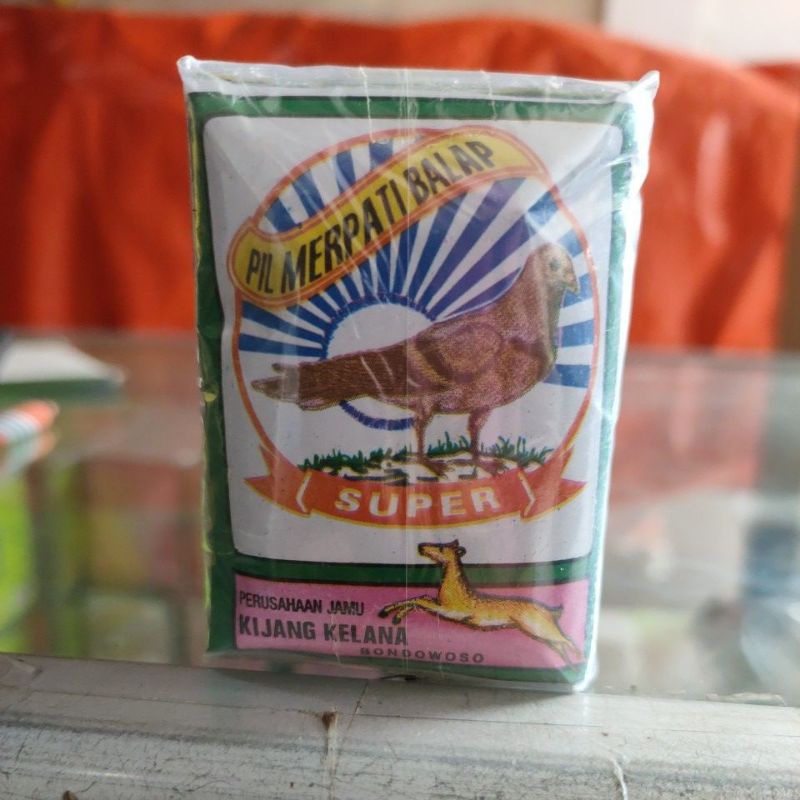 PIL MERPATI BALAP
SUPER
PERUSAHAAN JAMU
KIJANG KELANA
BONDOWOSO